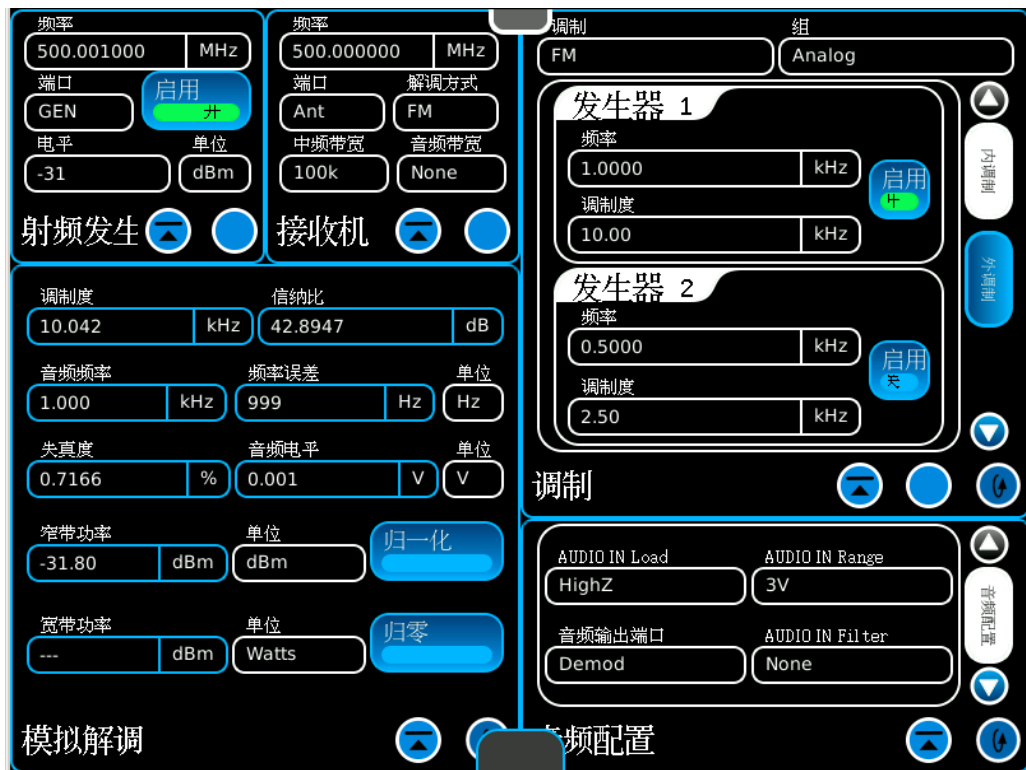 频率
500.001000 MHz
端口
GEN
启用
开
电平 单位
-31 dBm
射频发生
频率
500.000000 MHz
端口 解调方式
Ant FM
中频带宽 音频带宽
100k None
接收机
调制 组
FM Analog
发生器 1
频率
1.0000 kHz
启用
开
调制度
10.00 kHz
发生器 2
频率
0.5000 kHz
启用
关
调制度
2.50 kHz
内调制
外调制
调制
调制度 信纳比
10.042 kHz 42.8947 dB
音频频率 频率误差 单位
1.000 kHz 999 Hz Hz
失真度 音频电平 单位
0.7166 % 0.001 V V
窄带功率 单位
-31.80 dBm dBm
归一化
宽带功率 单位
--- dBm Watts
归零
模拟解调
AUDIO IN Load AUDIO IN Range
HighZ 3V
音频输出端口 AUDIO IN Filter
Demod None
音频配置
频配置